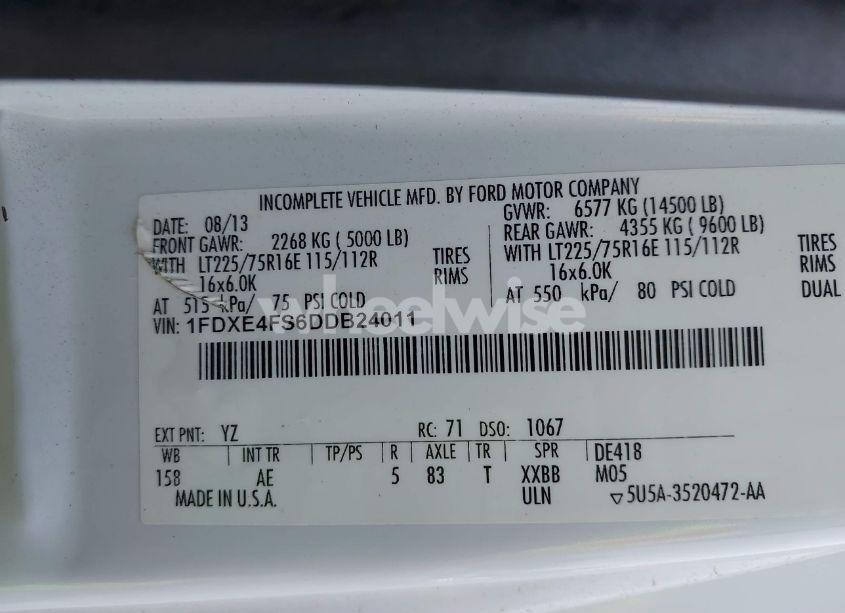 INCOMPLETE VEHICLE MFD. BY FORD MOTOR COMPANY
DATE: 08/13 GVWR: 6577 KG (14500 LB)
FRONT GAWR: 2268 KG ( 5000 LB) REAR GAWR: 4355 KG ( 9600 LB)
WITH LT225/75R16E 115/112R TIRES WITH LT225/75R16E 115/112R TIRES
16x6.0K RIMS 16x6.0K RIMS
AT 515 kPa/ 75 PSI COLD AT 550 kPa/ 80 PSI COLD DUAL
VIN: 1FDXE4FS6DDB24011
wheelwise
EXT PNT: YZ RC: 71 DSO: 1067
WB INT TR TP/PS R AXLE TR SPR DE418
158 AE 5 83 T XXBB M05
MADE IN U.S.A. ULN ▽5U5A-3520472-AA